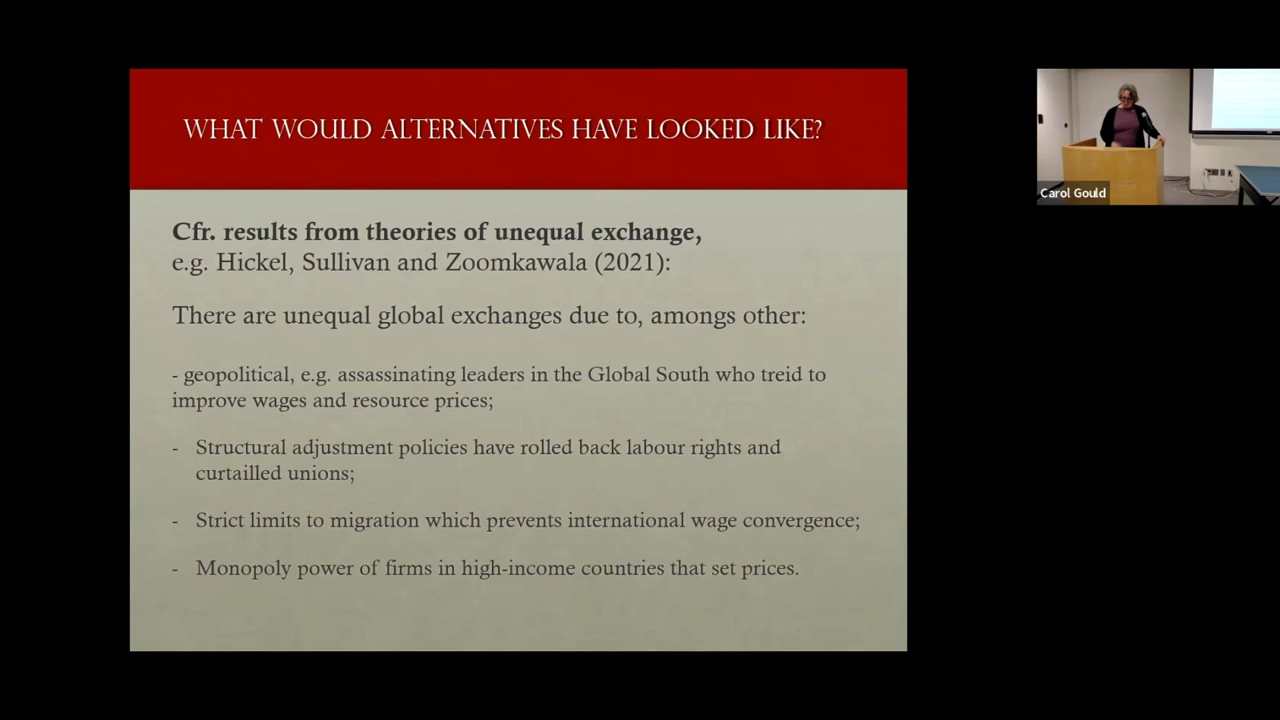 WHAT WOULD ALTERNATIVES HAVE LOOKED LIKE?
Cfr. results from theories of unequal exchange,
e.g. Hickel, Sullivan and Zoomkawala (2021):
There are unequal global exchanges due to, amongs other:
- geopolitical, e.g. assassinating leaders in the Global South who treid to
improve wages and resource prices;
- Structural adjustment policies have rolled back labour rights and
curtailled unions;
- Strict limits to migration which prevents international wage convergence;
- Monopoly power of firms in high-income countries that set prices.
Carol Gould